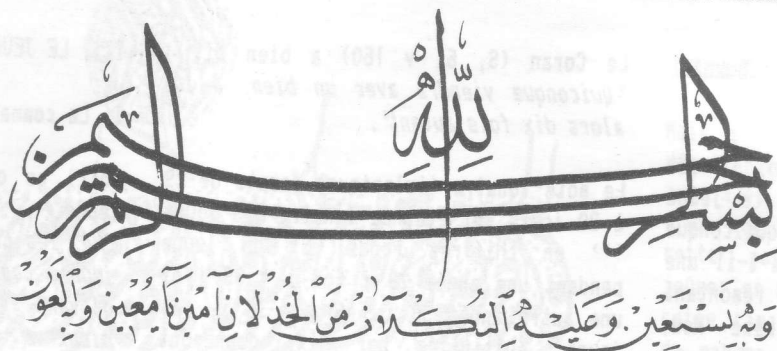 بسم الله الرحمن الرحيم
وبه نستعين وعليه التكلان من الخذلان آمين يا معين وبه العون